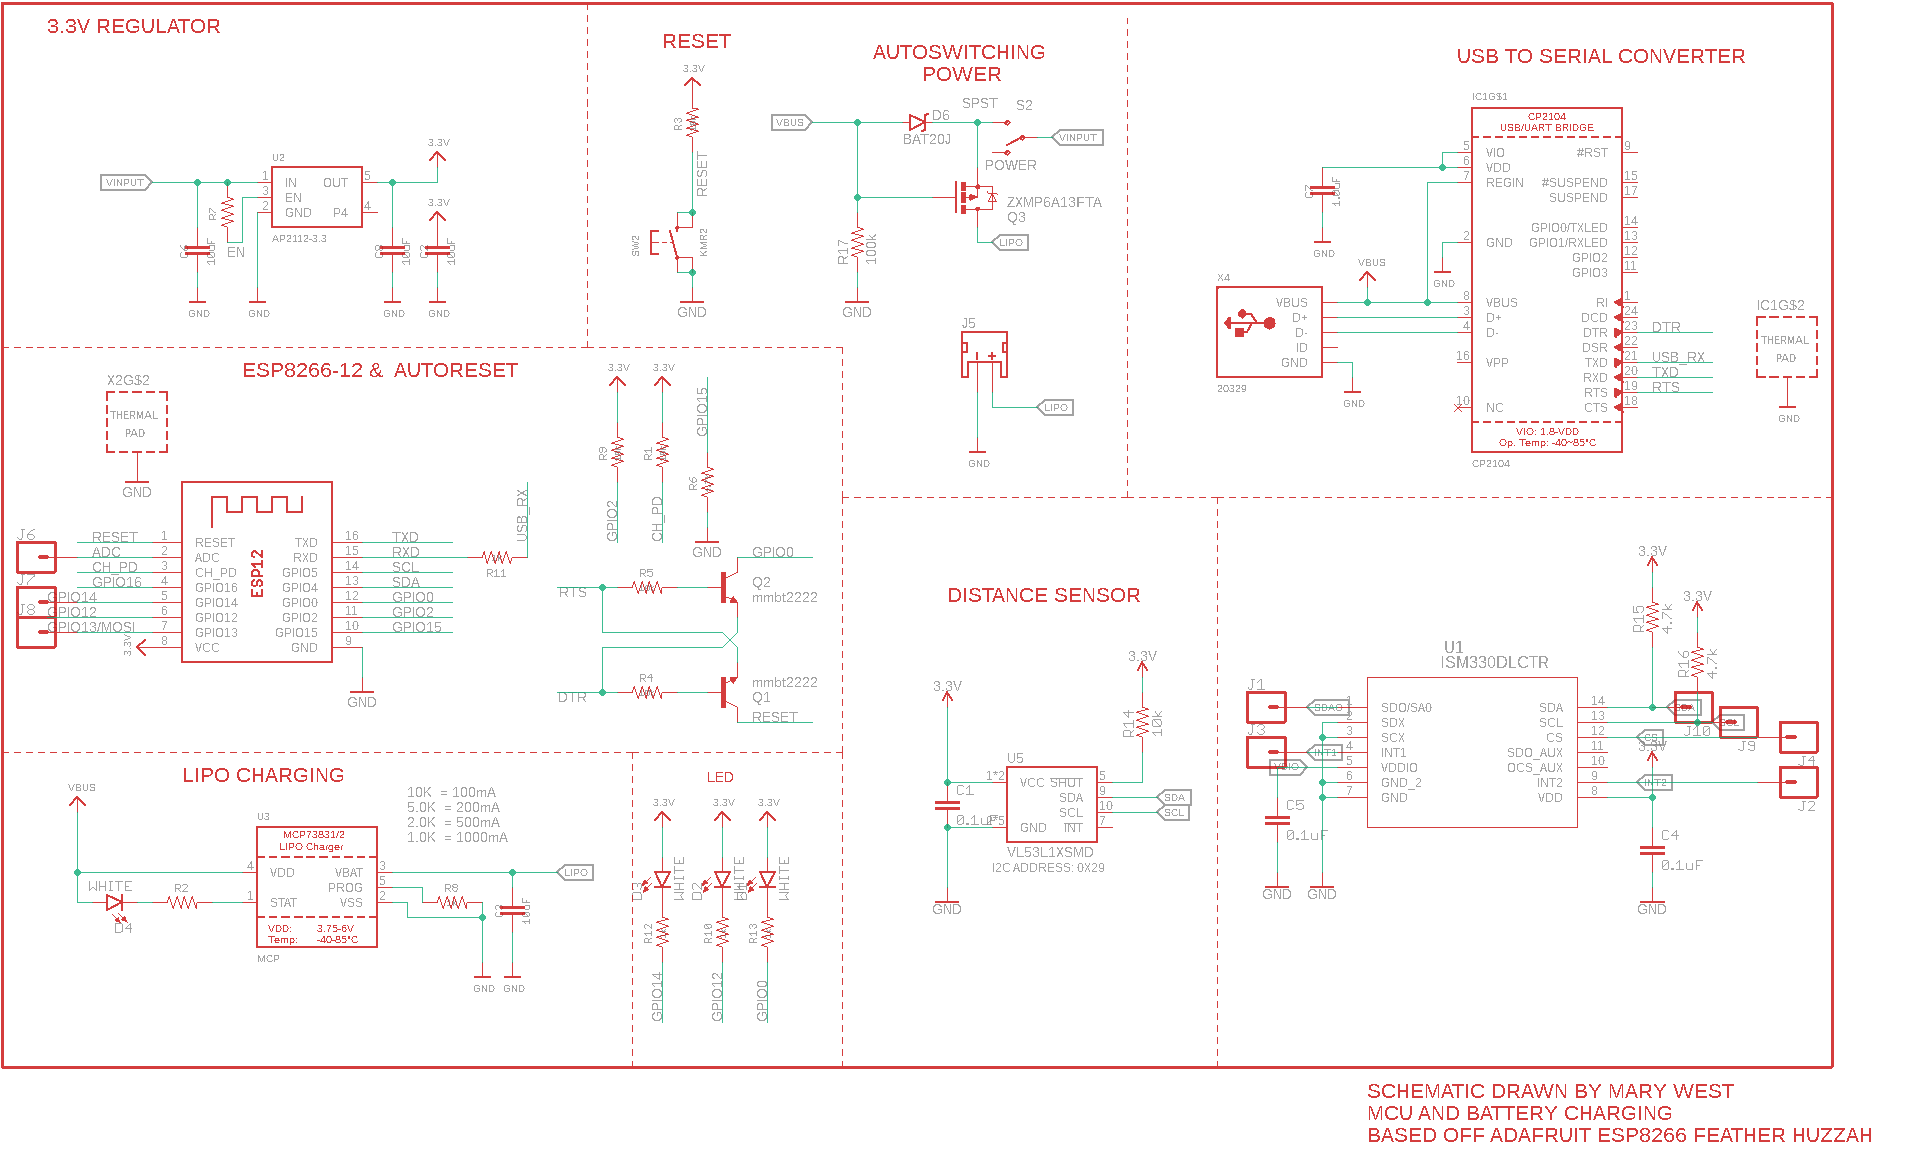 3.3V REGULATOR
VINPUT
U2
1
3
2
IN
EN
GND
OUT
P4
5
4
AP2112-3.3
R7
EN
10uF
10uF
10uF
3.3V
3.3V
GND
GND
GND
GND
RESET
3.3V
R3
RESET
SW2
KMR2
GND
AUTOSWITCHING
POWER
VBUS
D6
BAT20J
SPST
S2
VINPUT
POWER
ZXMP6A13FTA
Q3
LIPO
R17
100k
GND
J5
LIPO
GND
USB TO SERIAL CONVERTER
IC1G$1
CP2104
USB/UART BRIDGE
5 VIO #RST 9
6 VDD
7 REGIN #SUSPEND 15
SUSPEND 17
GPIO0/TXLED 14
2 GND GPIO1/RXLED 13
GPIO2 12
GPIO3 11
8 VBUS RI 1
3 D+ DCD 24
4 D- DTR 23 DTR
DSR 22
16 VPP TXD 21 USB_RX
RXD 20 TXD
RTS 19 RTS
10 NC CTS 18
VIO: 1.8-VDD
Op. Temp: -40~85°C
CP2104
1.0uF
GND
GND
VBUS
X4
VBUS
D+
D-
ID
GND
20329
GND
IC1G$2
THERMAL
PAD
GND
ESP8266-12 & AUTORESET
X2G$2
THERMAL
PAD
GND
J6
J7
J8
RESET 1 RESET TXD 16 TXD
ADC 2 ADC RXD 15 RXD
CH_PD 3 CH_PD GPIO5 14 SCL
GPIO16 4 GPIO16 GPIO4 13 SDA
GPIO14 5 GPIO14 GPIO0 12 GPIO0
GPIO12 6 GPIO12 GPIO2 11 GPIO2
GPIO13/MOSI 7 GPIO13 GPIO15 10 GPIO15
3.3V 8 VCC GND 9
ESP12
GND
R11
USB_RX
3.3V
R9
GPIO2
3.3V
R1
CH_PD
GPIO15
R6
GND
GPIO0
RTS
R5
Q2
mmbt2222
DTR
R4
mmbt2222
Q1
RESET
LIPO CHARGING
VBUS
10K = 100mA
5.0K = 200mA
2.0K = 500mA
1.0K = 1000mA
U3
MCP73831/2
LIPO Charger
4 VDD VBAT 3
PROG 5
1 STAT VSS 2
VDD: 3.75-6V
Temp: -40-85°C
MCP
WHITE
D4
R2
R8
LIPO
10uF
GND
GND
LED
3.3V
3.3V
3.3V
D3
WHITE
D2
WHITE
WHITE
R12
R10
R13
GPIO14
GPIO12
GPIO0
DISTANCE SENSOR
3.3V
3.3V
R14
10k
U5
1*2 VCC SHUT 5
SDA 9 SDA
SCL 10 SCL
GND INT 7
C1
0.1uF
VL53L1XSMD
I2C ADDRESS: 0X29
GND
U1
ISM330DLCTR
1 SDO/SA0 SDA 14
2 SDX SCL 13
3 SCX CS 12
4 INT1 SDO_AUX 11
5 VDDIO OCS_AUX 10
6 GND_2 INT2 9
7 GND VDD 8
J1
SDAO
J3
INT1
VDIO
C5
0.1uF
GND
GND
3.3V
R15
4.7k
3.3V
R16
4.7k
SDA
SCL
CS
3.3V
INT2
J10
J9
J4
J2
C4
0.1uF
GND
SCHEMATIC DRAWN BY MARY WEST
MCU AND BATTERY CHARGING
BASED OFF ADAFRUIT ESP8266 FEATHER HUZZAH